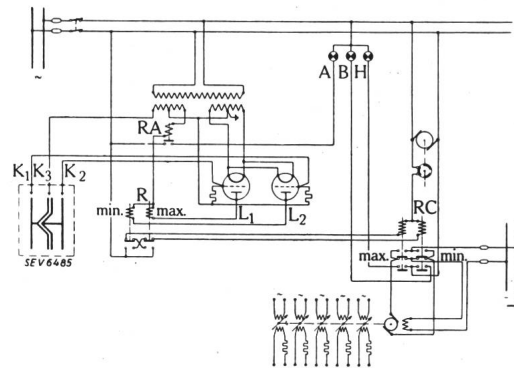 ~
A B H
RA
K1 K3 K2
R
min. max.
L1 L2
SEV 6485
RC
max. min.
~ ~ ~ ~ ~